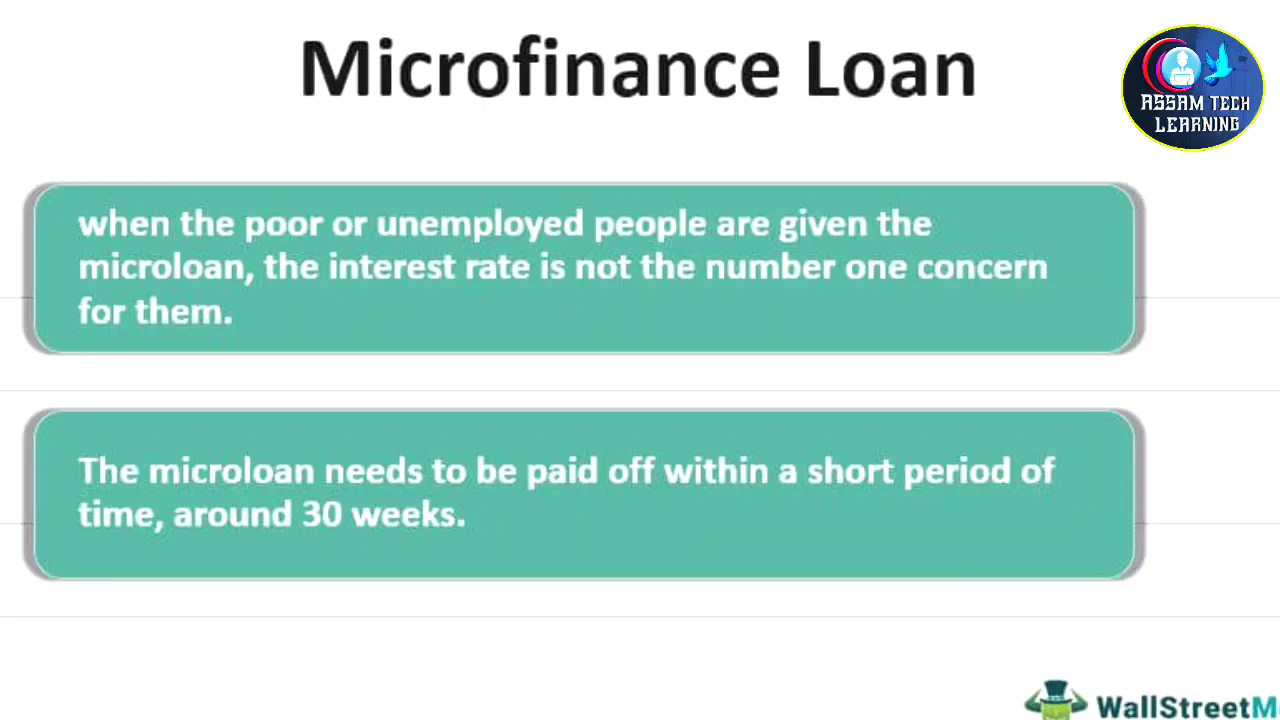 Microfinance Loan
ASSAM TECH
LEARNING
when the poor or unemployed people are given the
microloan, the interest rate is not the number one concern
for them.
The microloan needs to be paid off within a short period of
time, around 30 weeks.
WallStreetM